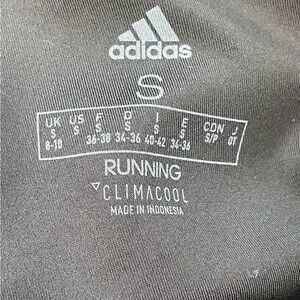 adidas
S
UK US F D I E CDN J
S S S S S S S/P OT
8-10 36-38 34-36 40-42 34-36
RUNNING
CLIMACOOL
MADE IN INDONESIA